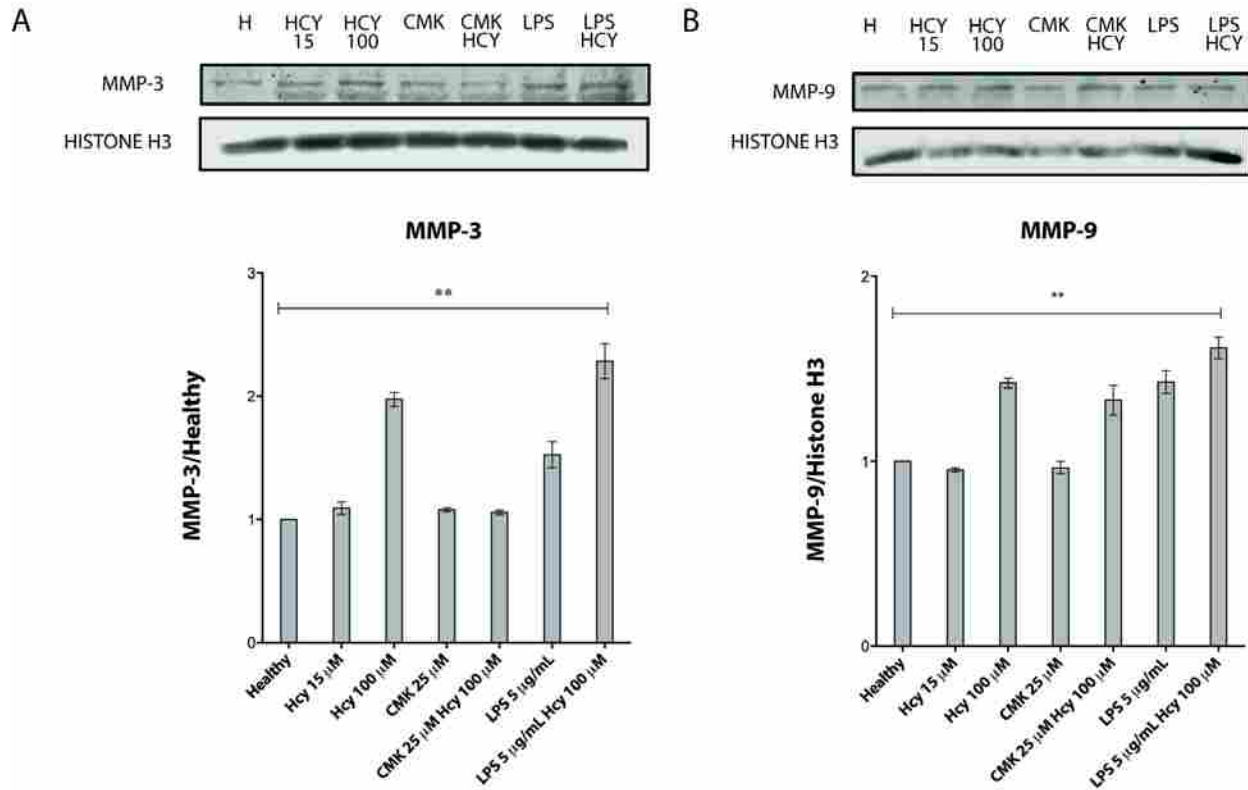 A
H HCY 15 HCY 100 CMK CMK HCY LPS LPS HCY
MMP-3
HISTONE H3
MMP-3
MMP-3/Healthy
3
2
1
0
**
Healthy
Hcy 15 μM
Hcy 100 μM
CMK 25 μM
CMK 25 μM Hcy 100 μM
LPS 5 μg/mL
LPS 5 μg/mL Hcy 100 μM
B
H HCY 15 HCY 100 CMK CMK HCY LPS LPS HCY
MMP-9
HISTONE H3
MMP-9
MMP-9/Histone H3
2
1
0
**
Healthy
Hcy 15 μM
Hcy 100 μM
CMK 25 μM
CMK 25 μM Hcy 100 μM
LPS 5 μg/mL
LPS 5 μg/mL Hcy 100 μM